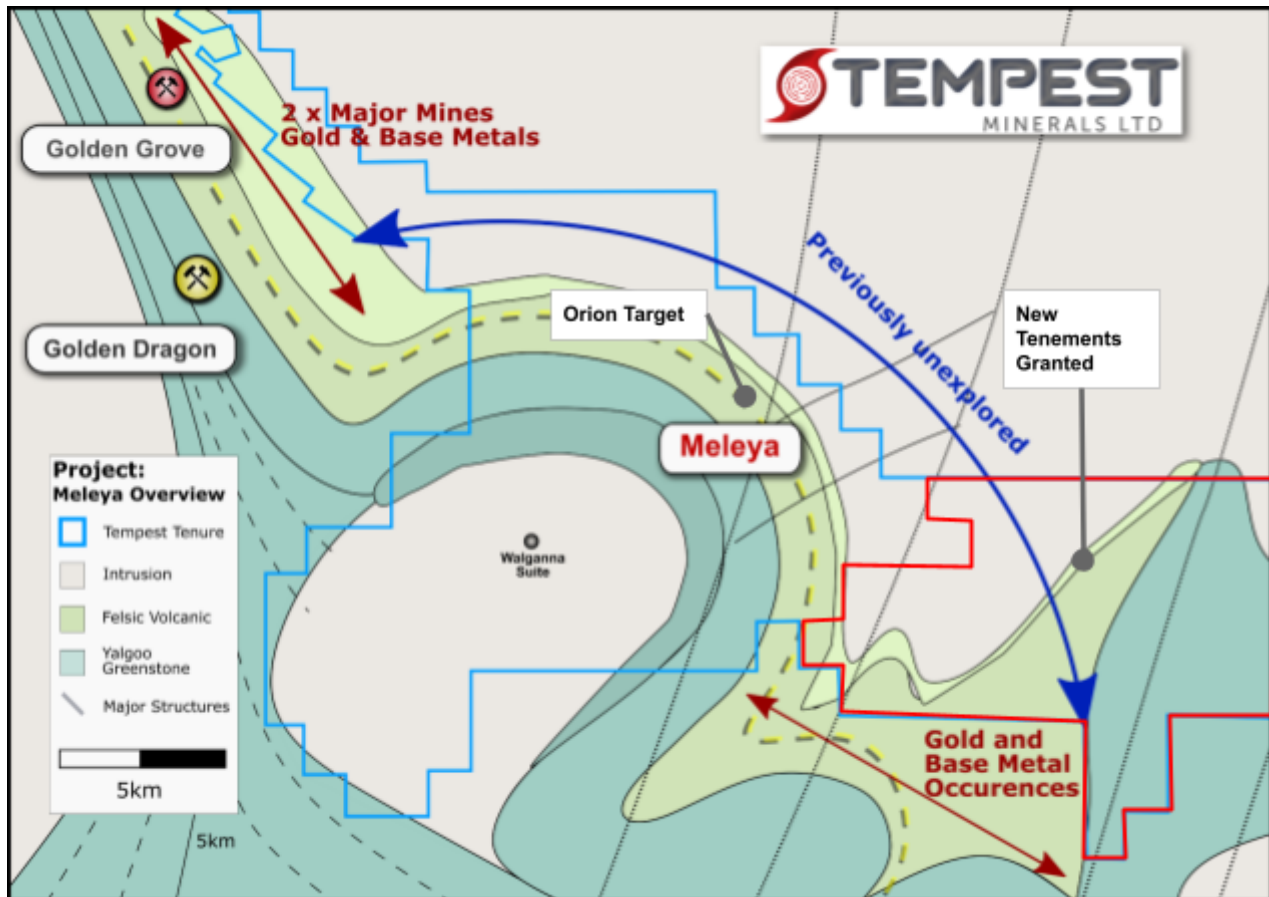 TEMPEST
MINERALS LTD
2 x Major Mines
Gold & Base Metals
Golden Grove
Golden Dragon
Previously unexplored
Orion Target
New
Tenements
Granted
Meleya
Project:
Meleya Overview
Tempest Tenure
Intrusion
Felsic Volcanic
Yalgoo
Greenstone
Major Structures
5km
5km
Walganna
Suite
Gold and
Base Metal
Occurences